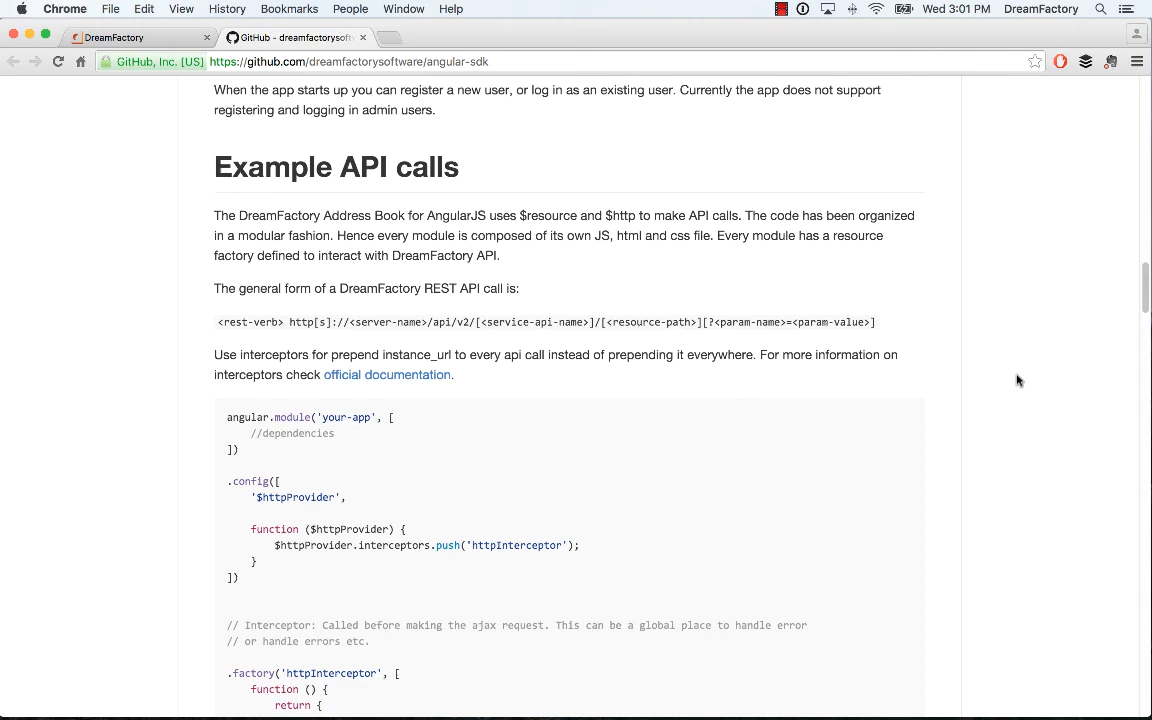 Chrome File Edit View History Bookmarks People Window Help Wed 3:01 PM DreamFactory
DreamFactory GitHub - dreamfactorysoftw
GitHub, Inc. [US] https://github.com/dreamfactorysoftware/angular-sdk
When the app starts up you can register a new user, or log in as an existing user. Currently the app does not support
registering and logging in admin users.
Example API calls
The DreamFactory Address Book for AngularJS uses $resource and $http to make API calls. The code has been organized
in a modular fashion. Hence every module is composed of its own JS, html and css file. Every module has a resource
factory defined to interact with DreamFactory API.
The general form of a DreamFactory REST API call is:
<rest-verb> http[s]://<server-name>/api/v2/[<service-api-name>]/[<resource-path>][?<param-name>=<param-value>]
Use interceptors for prepend instance_url to every api call instead of prepending it everywhere. For more information on
interceptors check official documentation.
angular.module('your-app', [
//dependencies
])
.config([
'$httpProvider',
function ($httpProvider) {
$httpProvider.interceptors.push('httpInterceptor');
}
])
// Interceptor: Called before making the ajax request. This can be a global place to handle error
// or handle errors etc.
.factory('httpInterceptor', [
function () {
return {